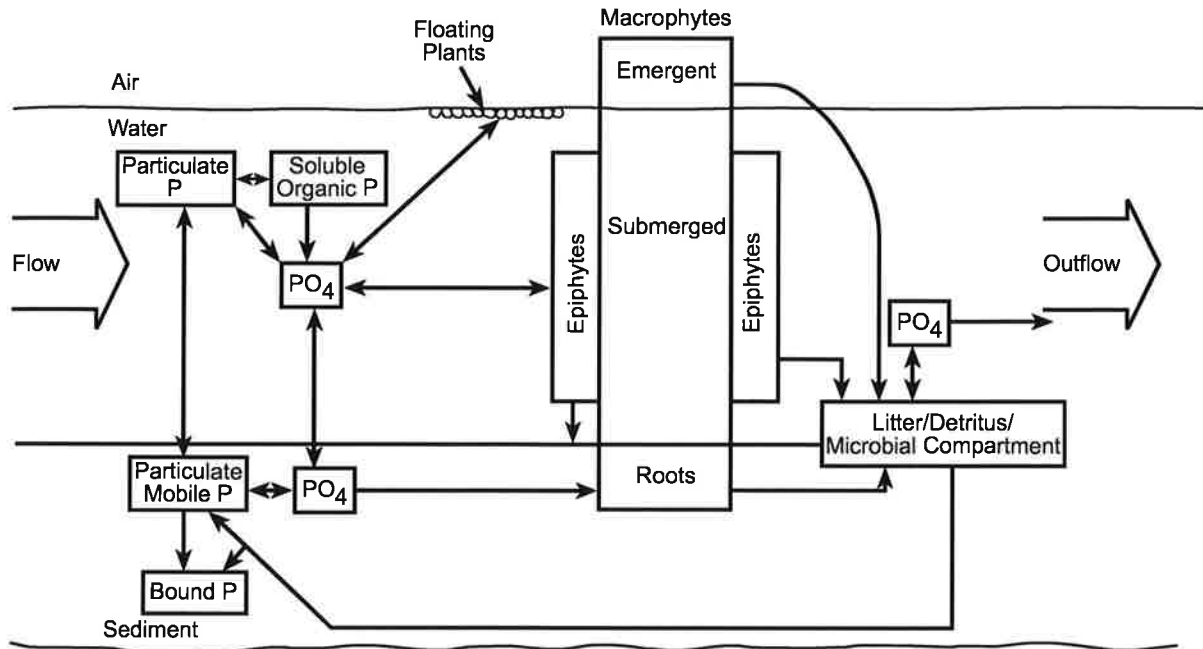 Macrophytes
Floating
Plants
Emergent
Air
Water
Particulate
P
Soluble
Organic P
Submerged
Flow
PO4
Epiphytes
Epiphytes
Outflow
PO4
Litter/Detritus/
Microbial Compartment
Particulate
Mobile P
PO4
Roots
Bound P
Sediment